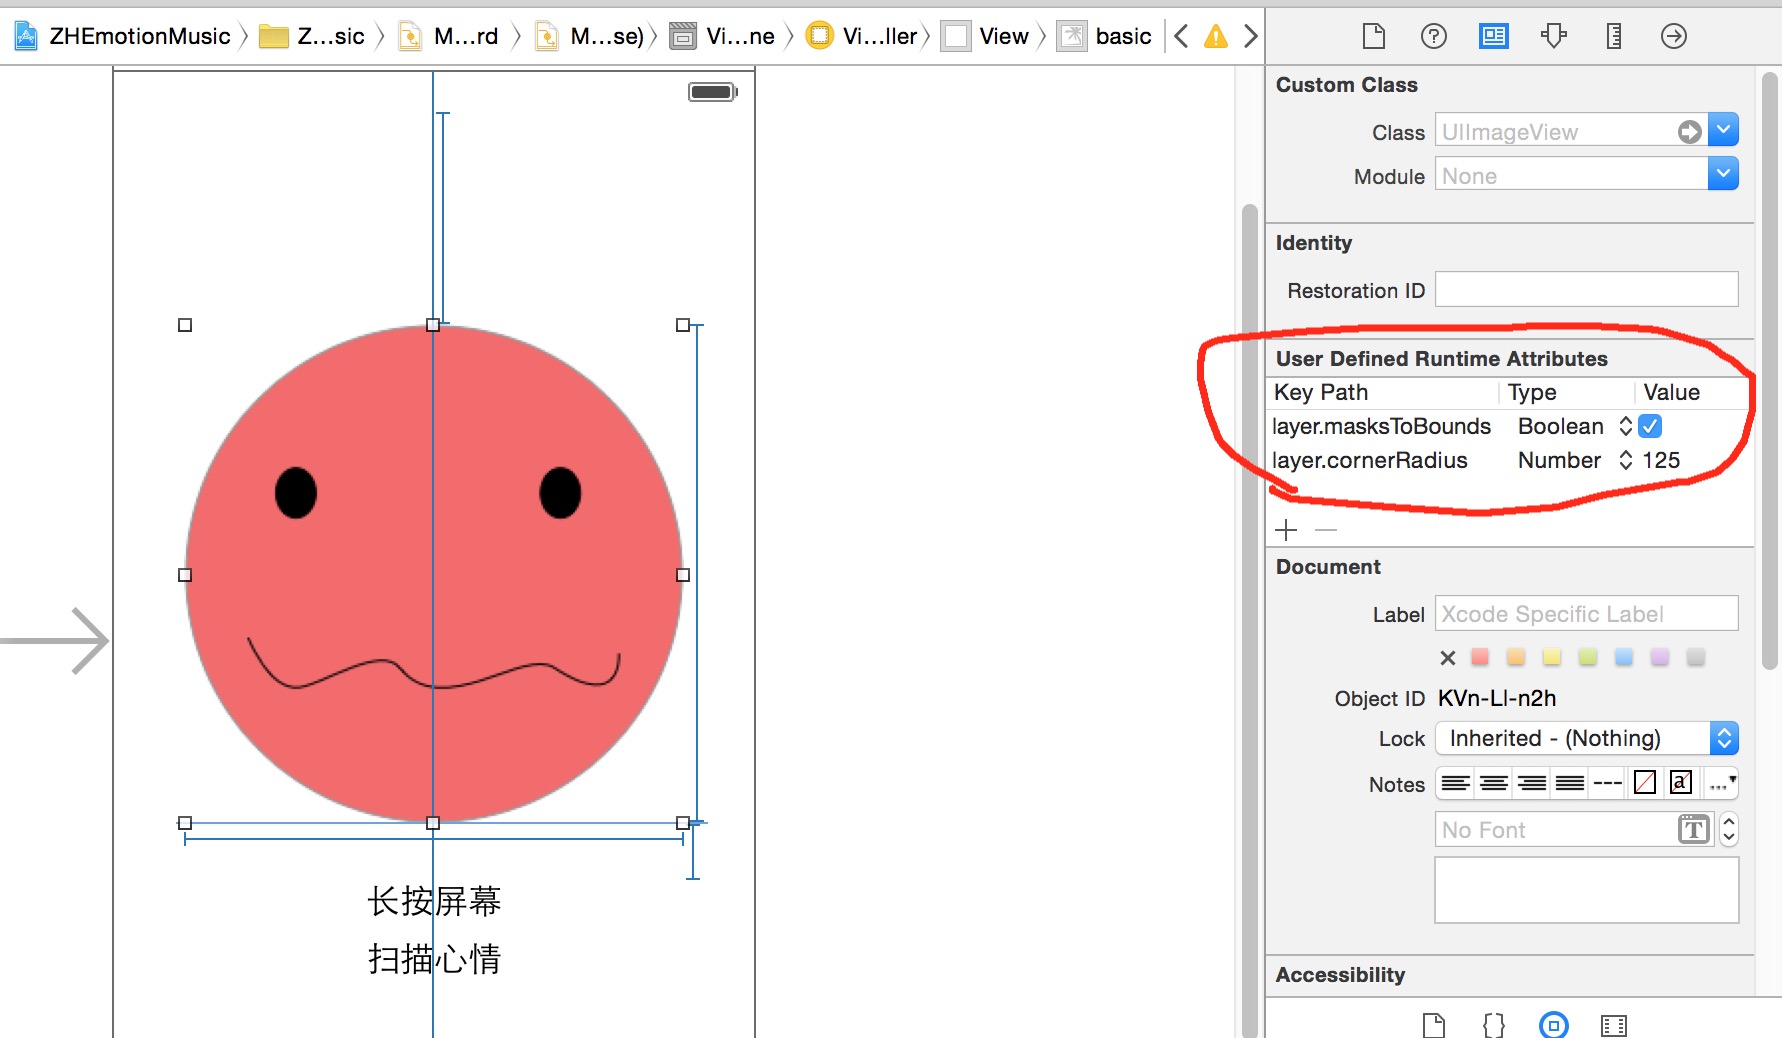 ZHEmotionMusic Z...sic M...rd M...se) Vi...ne Vi...ller View basic
长按屏幕
扫描心情
Custom Class
Class UIImageView
Module None
Identity
Restoration ID
User Defined Runtime Attributes
Key Path Type Value
layer.masksToBounds Boolean
layer.cornerRadius Number 125
Document
Label Xcode Specific Label
Object ID KVn-Ll-n2h
Lock Inherited - (Nothing)
Notes --- a ...
No Font T
Accessibility